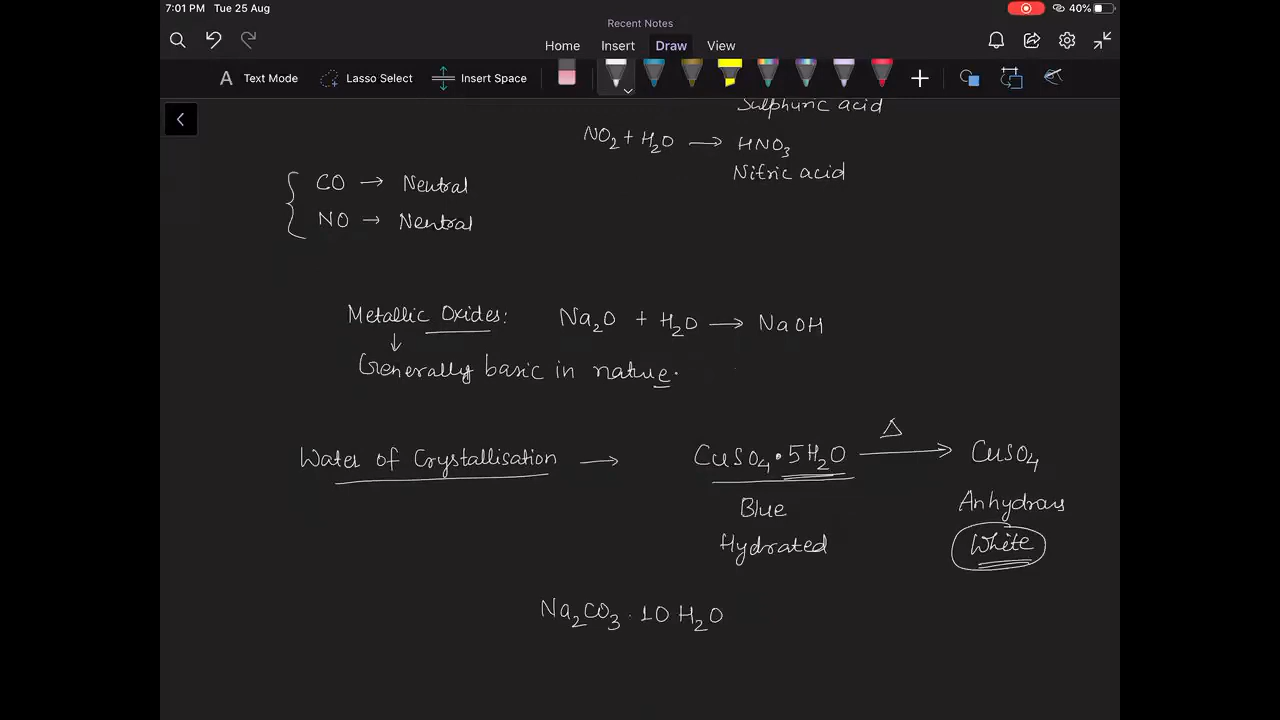 7:01 PM Tue 25 Aug
40%
Recent Notes
Home Insert Draw View
Text Mode Lasso Select Insert Space
Sulphuric acid
NO₂ + H₂O → HNO₃
Nitric acid
CO → Neutral
NO → Neutral
Metallic Oxides: Na₂O + H₂O → NaOH
↓
Generally basic in nature.
Water of Crystallisation → CuSO₄·5H₂O →Δ CuSO₄
Blue Anhydrous
Hydrated White
Na₂CO₃·10H₂O